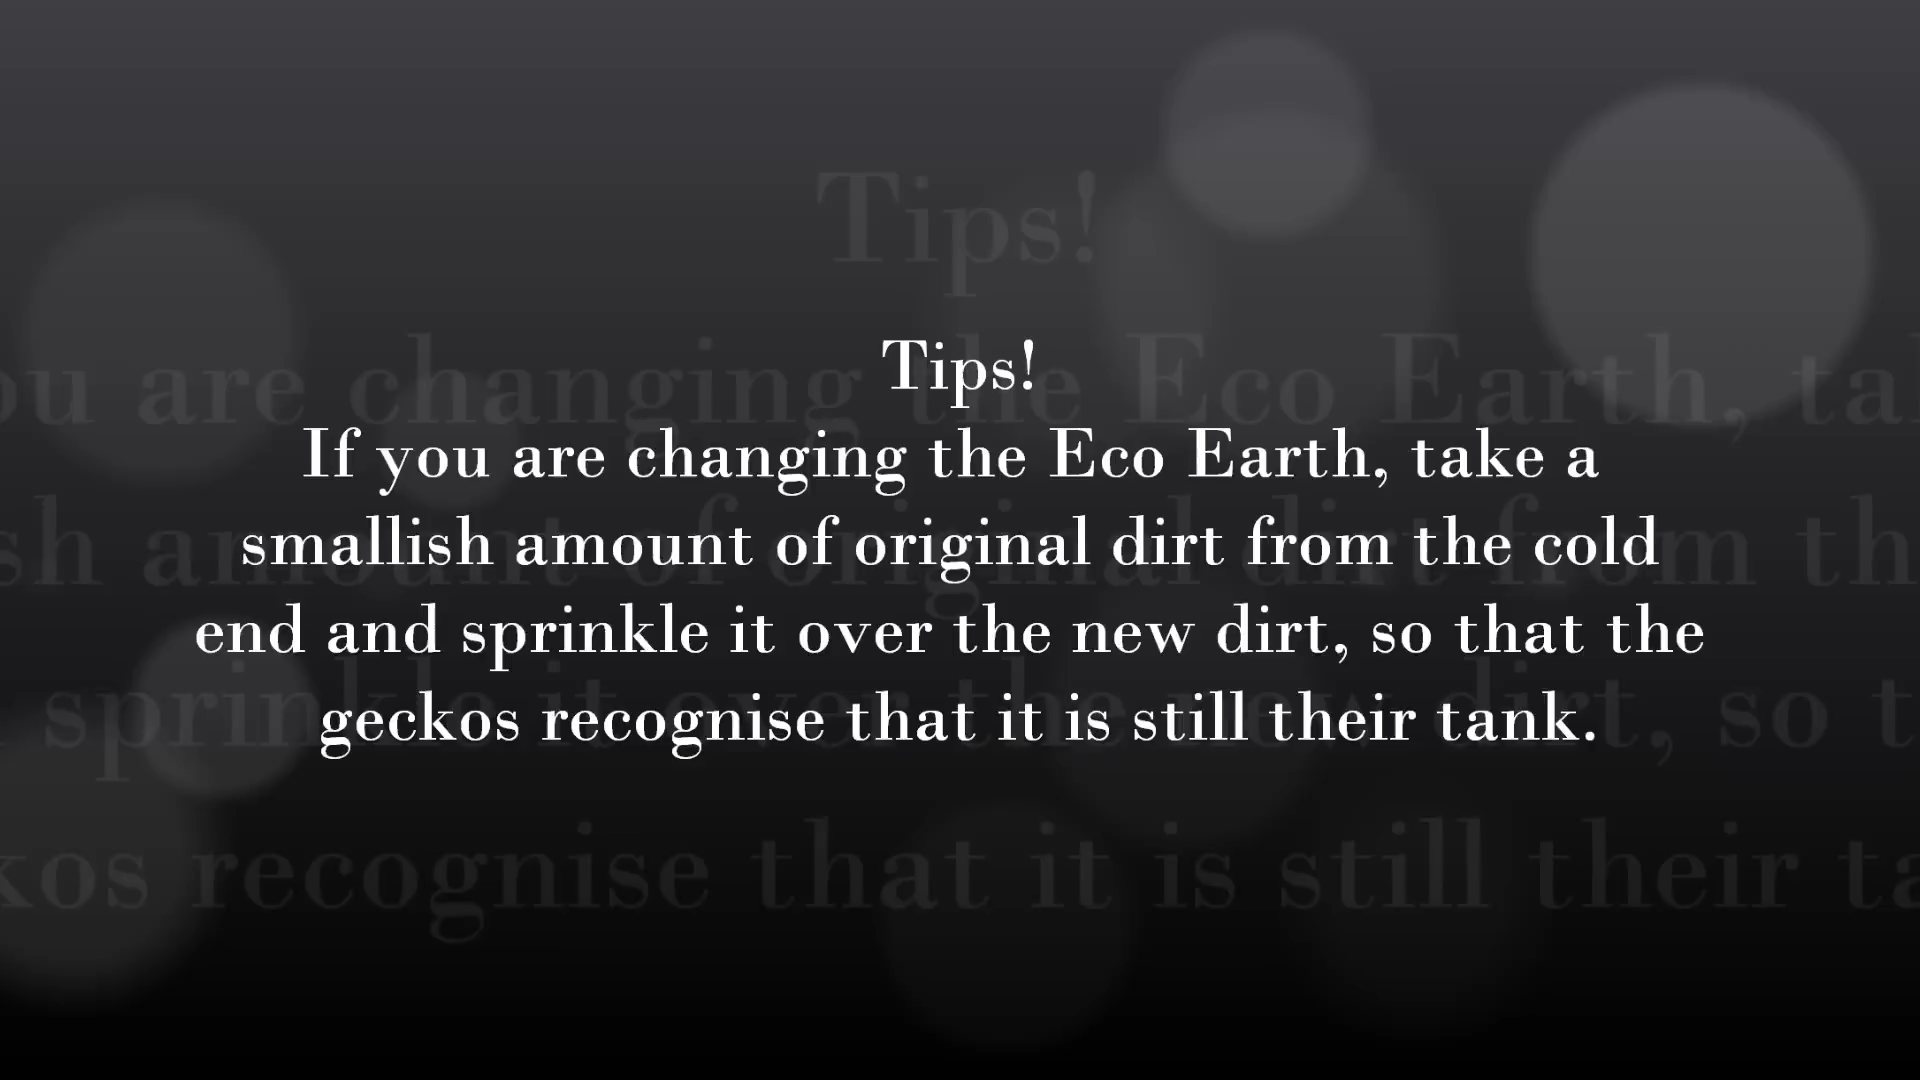 Tips!
If you are changing the Eco Earth, take a
smallish amount of original dirt from the cold
end and sprinkle it over the new dirt, so that the
geckos recognise that it is still their tank.